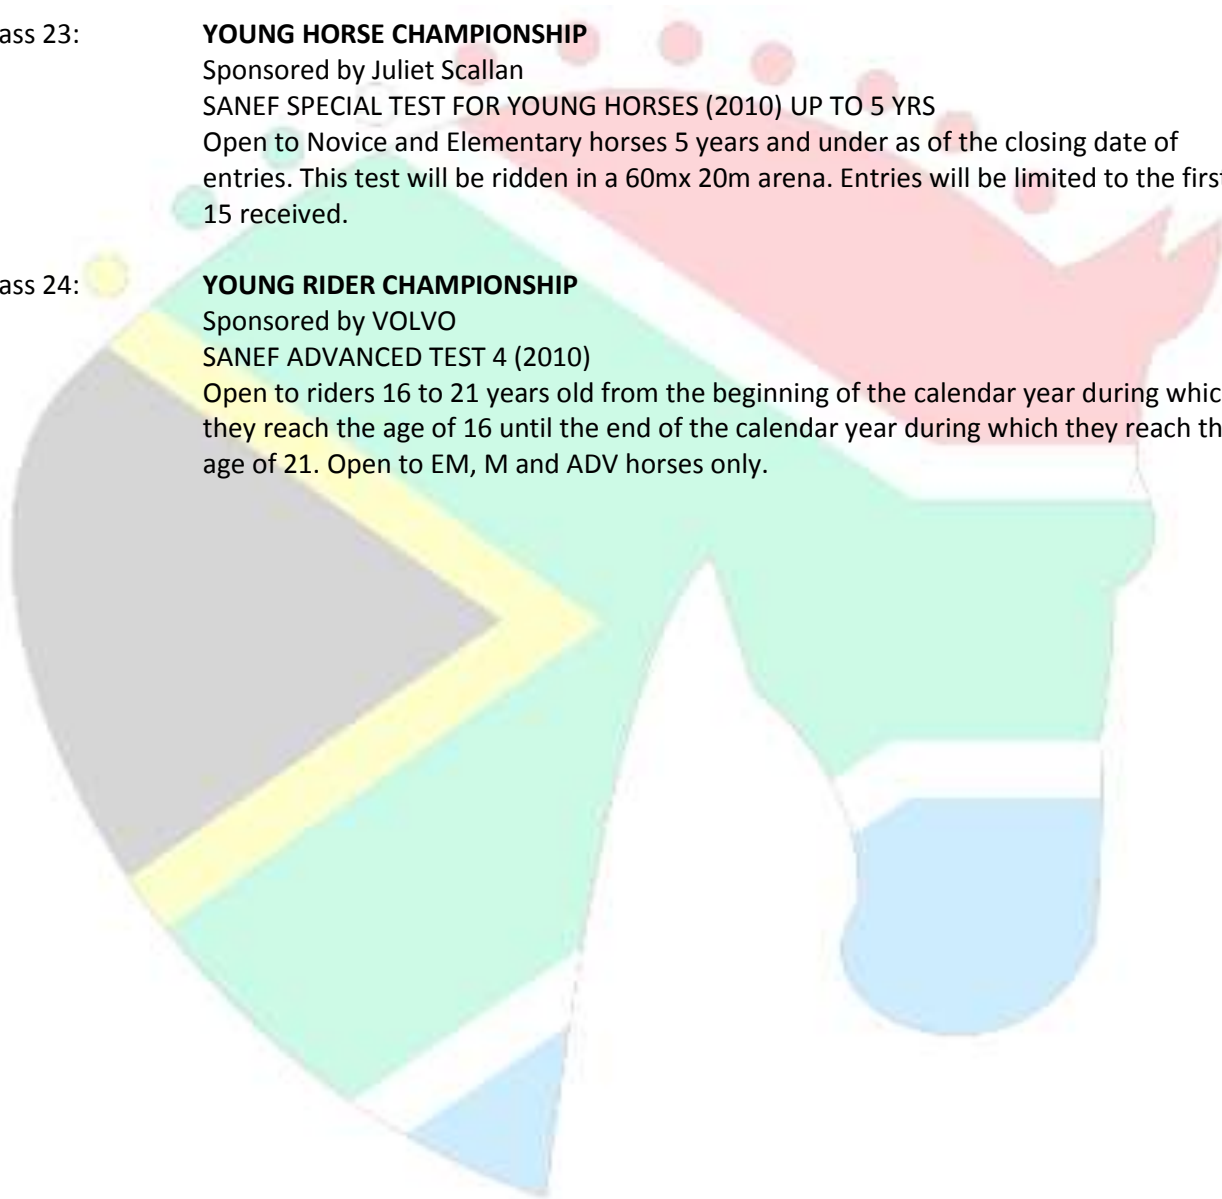 ass 23: YOUNG HORSE CHAMPIONSHIP
Sponsored by Juliet Scallan
SANEF SPECIAL TEST FOR YOUNG HORSES (2010) UP TO 5 YRS
Open to Novice and Elementary horses 5 years and under as of the closing date of
entries. This test will be ridden in a 60mx 20m arena. Entries will be limited to the first
15 received.
ass 24: YOUNG RIDER CHAMPIONSHIP
Sponsored by VOLVO
SANEF ADVANCED TEST 4 (2010)
Open to riders 16 to 21 years old from the beginning of the calendar year during whic
they reach the age of 16 until the end of the calendar year during which they reach th
age of 21. Open to EM, M and ADV horses only.